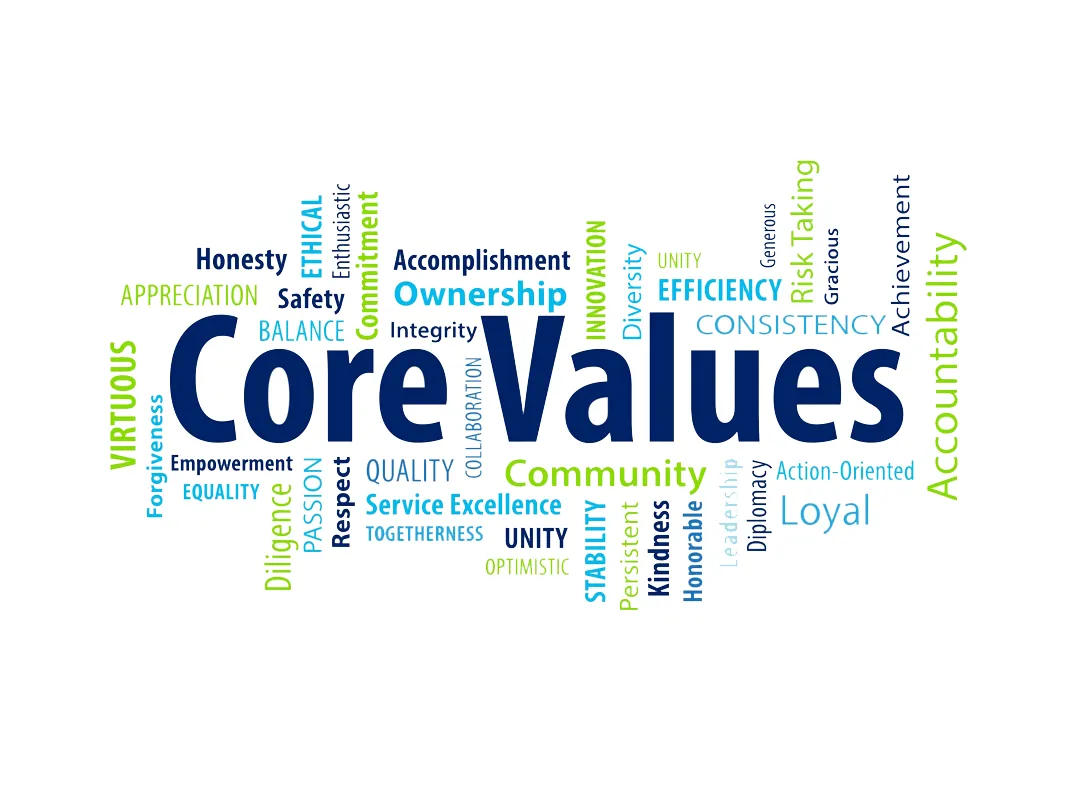 Risk Taking
Achievement
Enthusiastic
Commitment
ETHICAL
Generous
INNOVATION
Gracious
Accountability
Diversity
Honesty
Accomplishment
UNITY
APPRECIATION
Safety
Ownership
EFFICIENCY
BALANCE
Integrity
CONSISTENCY
Core Values
VIRTUOUS
COLLABORATION
Forgiveness
Empowerment
QUALITY
Community
Action-Oriented
EQUALITY
Service Excellence
Loyal
Diligence
PASSION
Respect
TOGETHERNESS
UNITY
OPTIMISTIC
STABILITY
Persistent
Kindness
Honorable
Leadership
Diplomacy